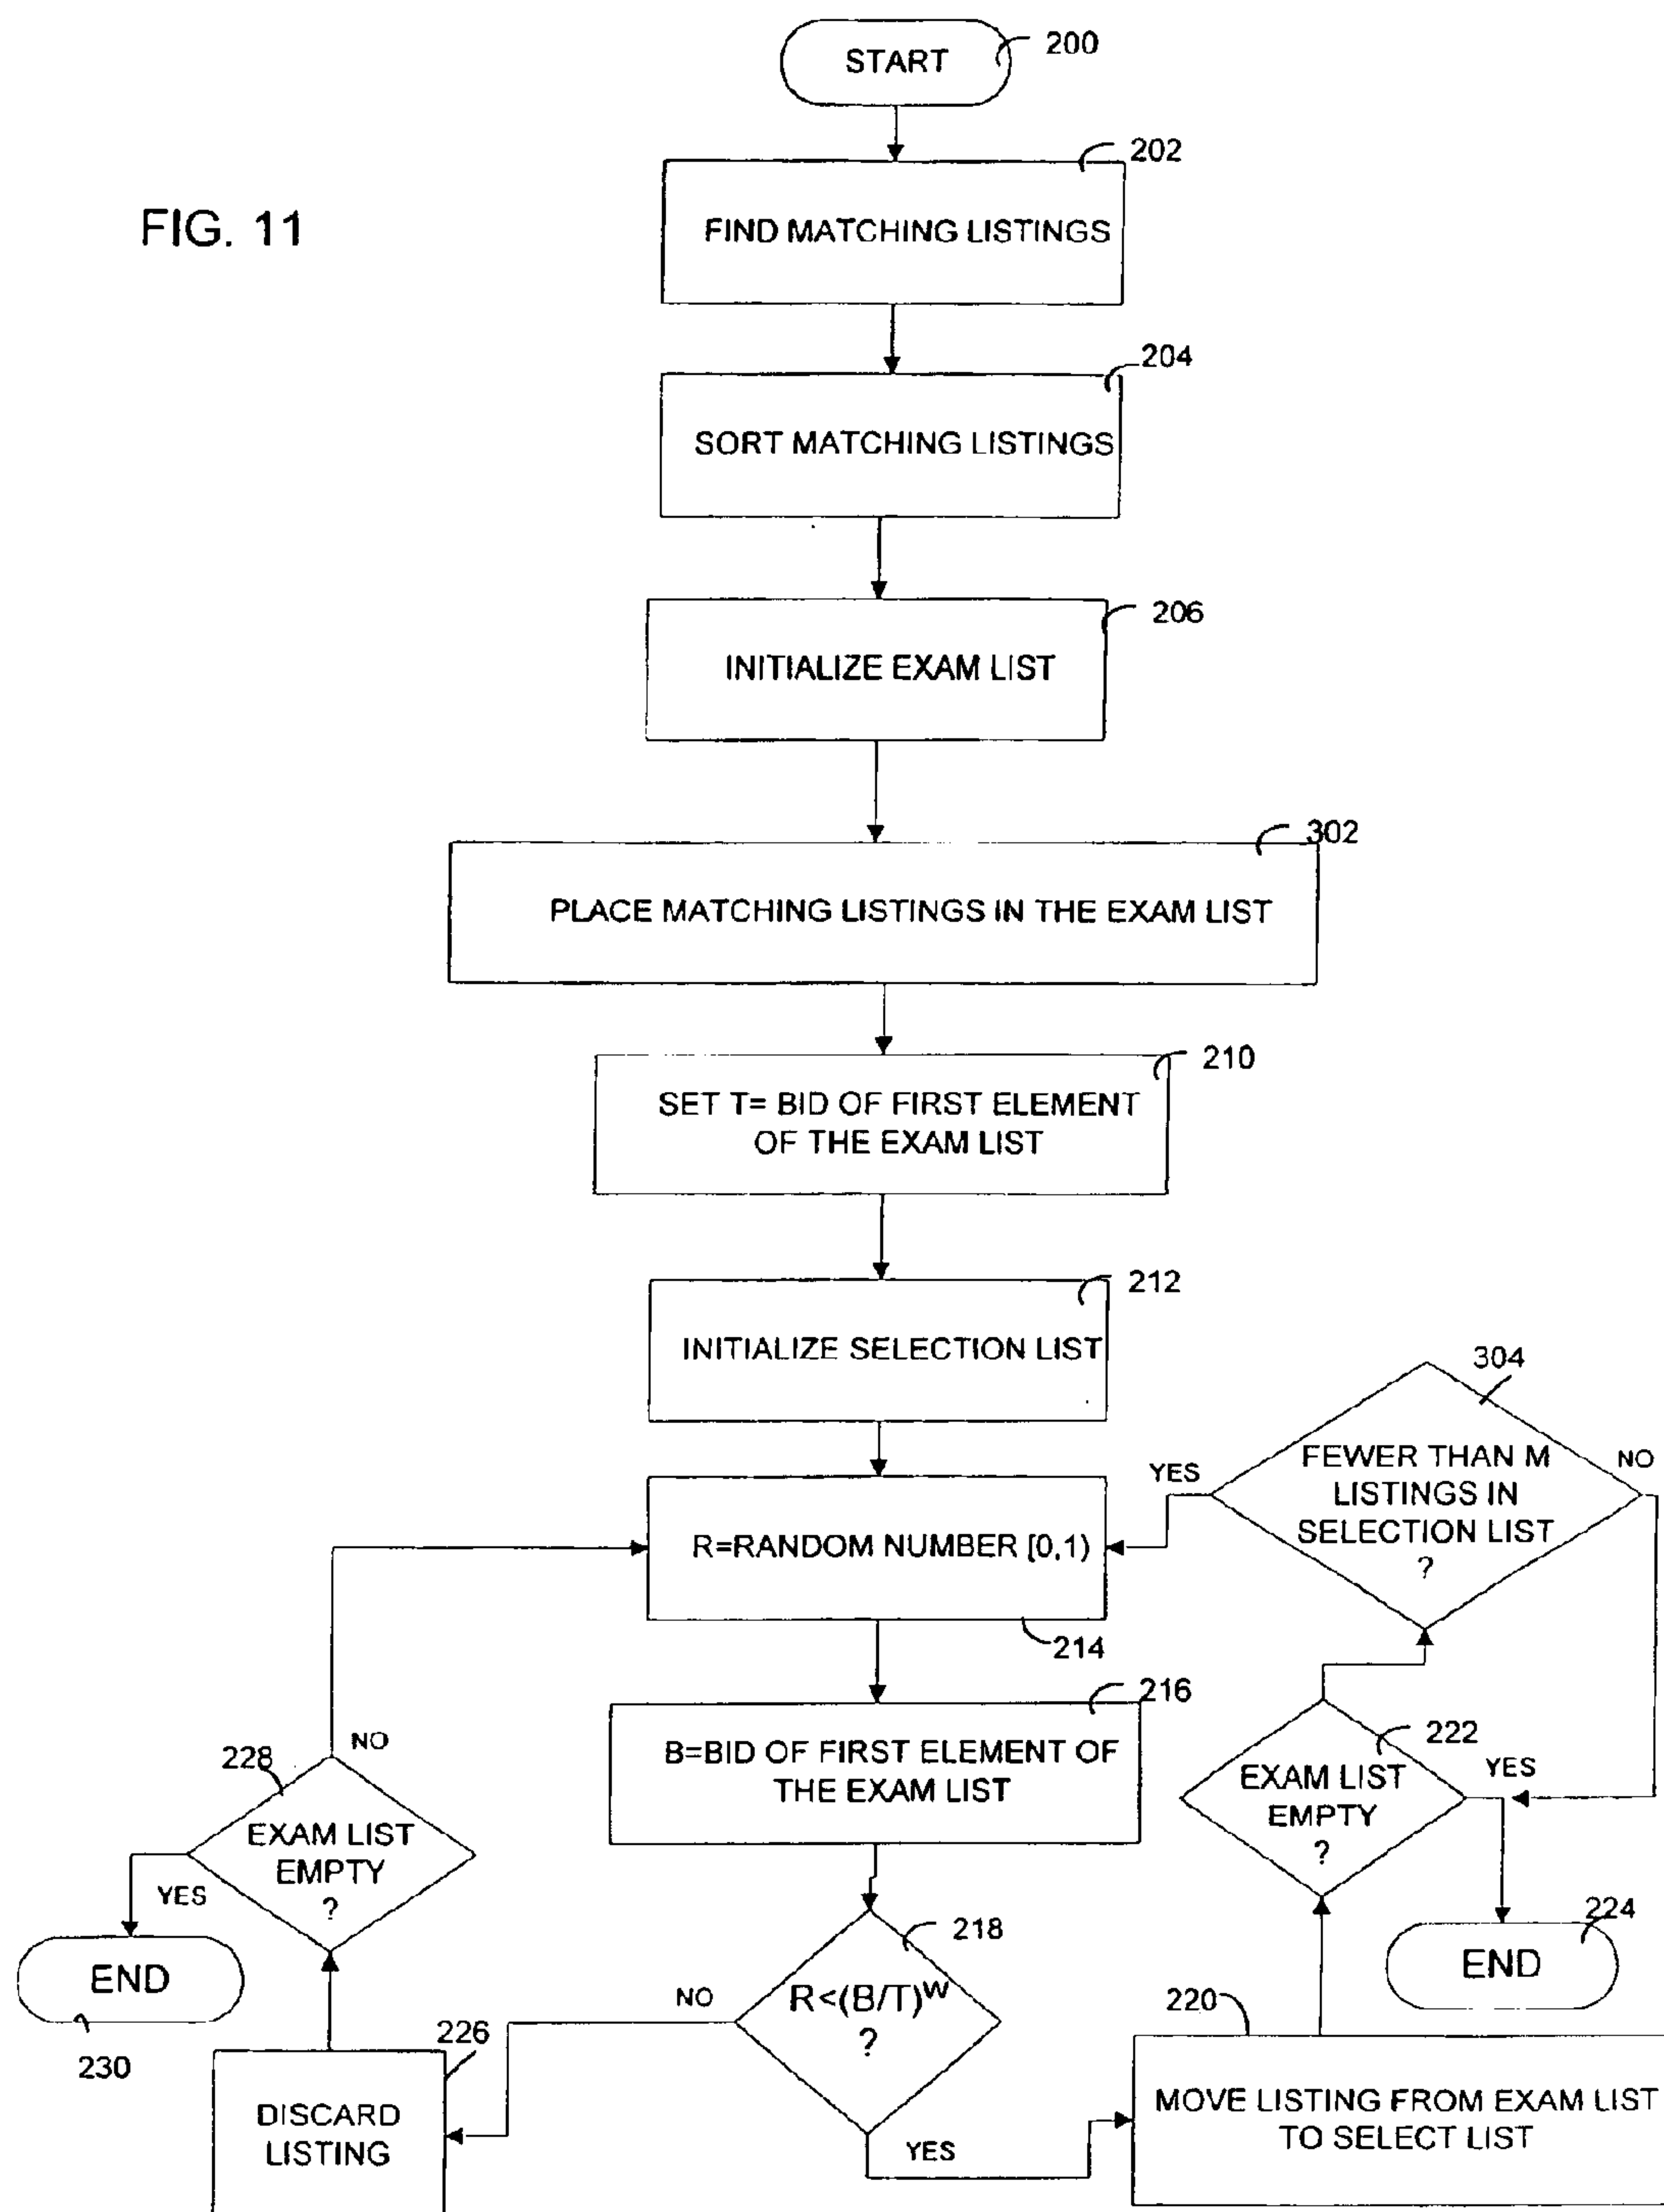 START
200
202
FIG. 11
FIND MATCHING LISTINGS
204
SORT MATCHING LISTINGS
206
INITIALIZE EXAM LIST
302
PLACE MATCHING LISTINGS IN THE EXAM LIST
210
SET T= BID OF FIRST ELEMENT
OF THE EXAM LIST
212
INITIALIZE SELECTION LIST
304
FEWER THAN M
LISTINGS IN
SELECTION LIST
?
YES
NO
R=RANDOM NUMBER [0,1)
214
216
B=BID OF FIRST ELEMENT OF
THE EXAM LIST
228
NO
EXAM LIST
EMPTY
?
YES
222
EXAM LIST
EMPTY
?
YES
END
230
218
R<(B/T)^W
?
NO
YES
224
END
220
226
DISCARD
LISTING
MOVE LISTING FROM EXAM LIST
TO SELECT LIST